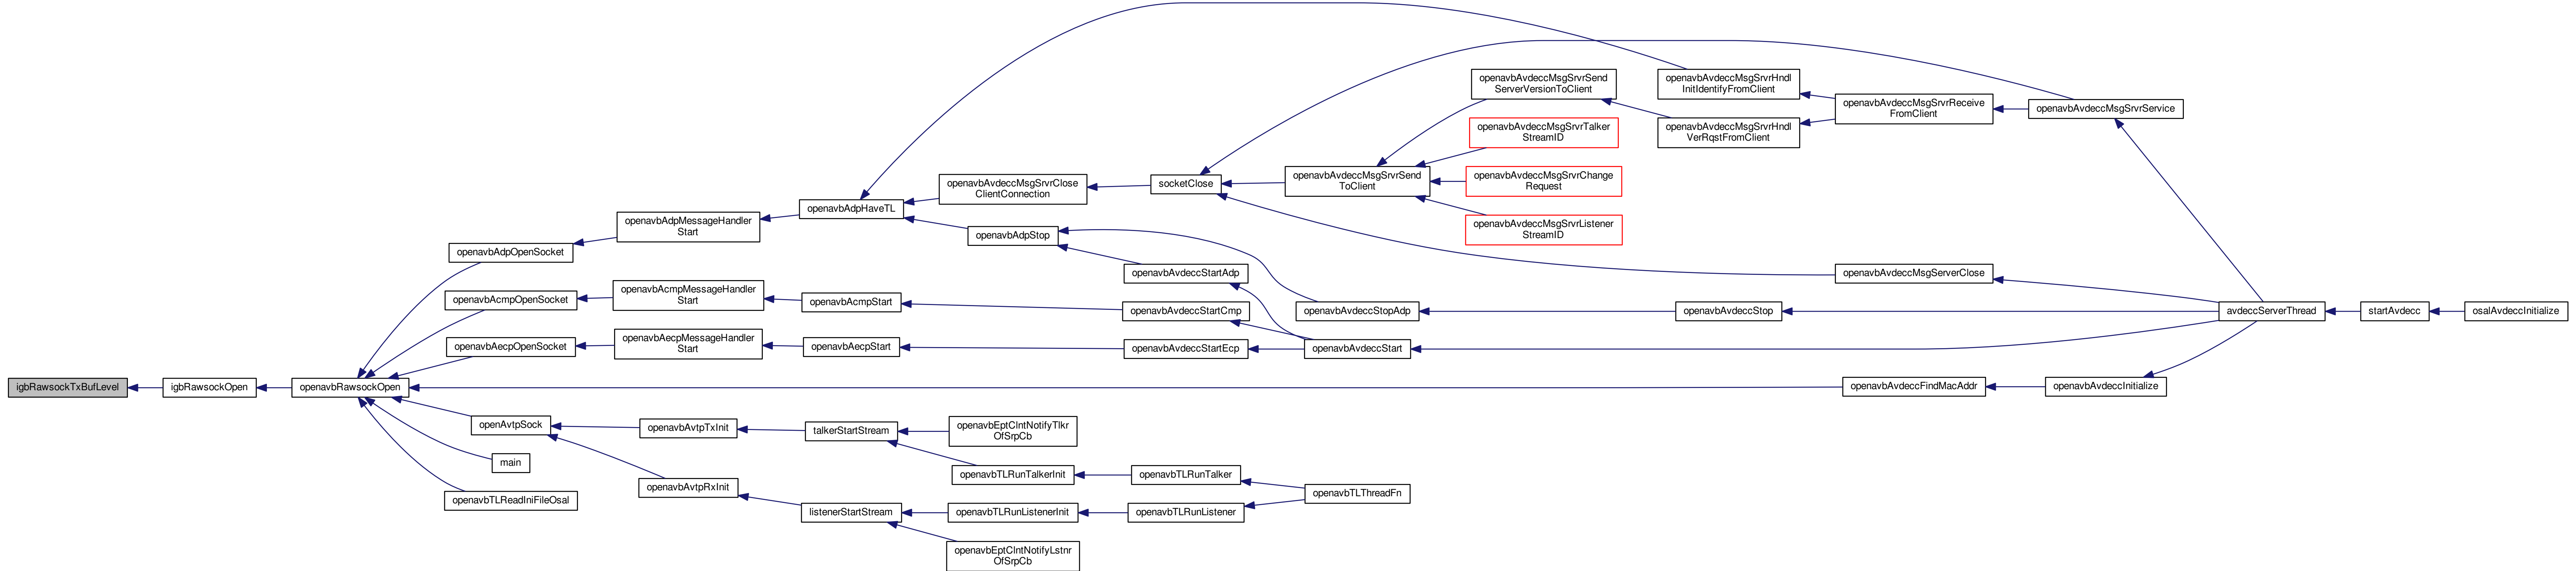 igbRawsockTxBufLevel
igbRawsockOpen
openavbRawsockOpen
openavbAdpOpenSocket
openavbAcmpOpenSocket
openavbAecpOpenSocket
openAvtpSock
main
openavbTLReadIniFileOsal
openavbAdpMessageHandler
Start
openavbAcmpMessageHandler
Start
openavbAecpMessageHandler
Start
openavbAvtpTxInit
openavbAvtpRxInit
openavbAdpHaveTL
openavbAcmpStart
openavbAecpStart
talkerStartStream
listenerStartStream
openavbAvdeccMsgSrvrClose
ClientConnection
openavbAdpStop
openavbEptClntNotifyTlkr
OfSrpCb
openavbTLRunTalkerInit
openavbTLRunListenerInit
openavbEptClntNotifyLstnr
OfSrpCb
socketClose
openavbAvdeccStartAdp
openavbAvdeccStartCmp
openavbAvdeccStartEcp
openavbTLRunTalker
openavbTLRunListener
openavbAvdeccMsgSrvrSend
ToClient
openavbAvdeccStopAdp
openavbAvdeccStart
openavbTLThreadFn
openavbAvdeccMsgSrvrSend
ServerVersionToClient
openavbAvdeccMsgSrvrTalker
StreamID
openavbAvdeccMsgSrvrChange
Request
openavbAvdeccMsgSrvrListener
StreamID
openavbAvdeccMsgSrvrHndl
InitIdentifyFromClient
openavbAvdeccMsgSrvrHndl
VerRqstFromClient
openavbAvdeccStop
openavbAvdeccMsgSrvrReceive
FromClient
openavbAvdeccMsgServerClose
openavbAvdeccFindMacAddr
openavbAvdeccMsgSrvrService
openavbAvdeccInitialize
avdeccServerThread
startAvdecc
osalAvdeccInitialize